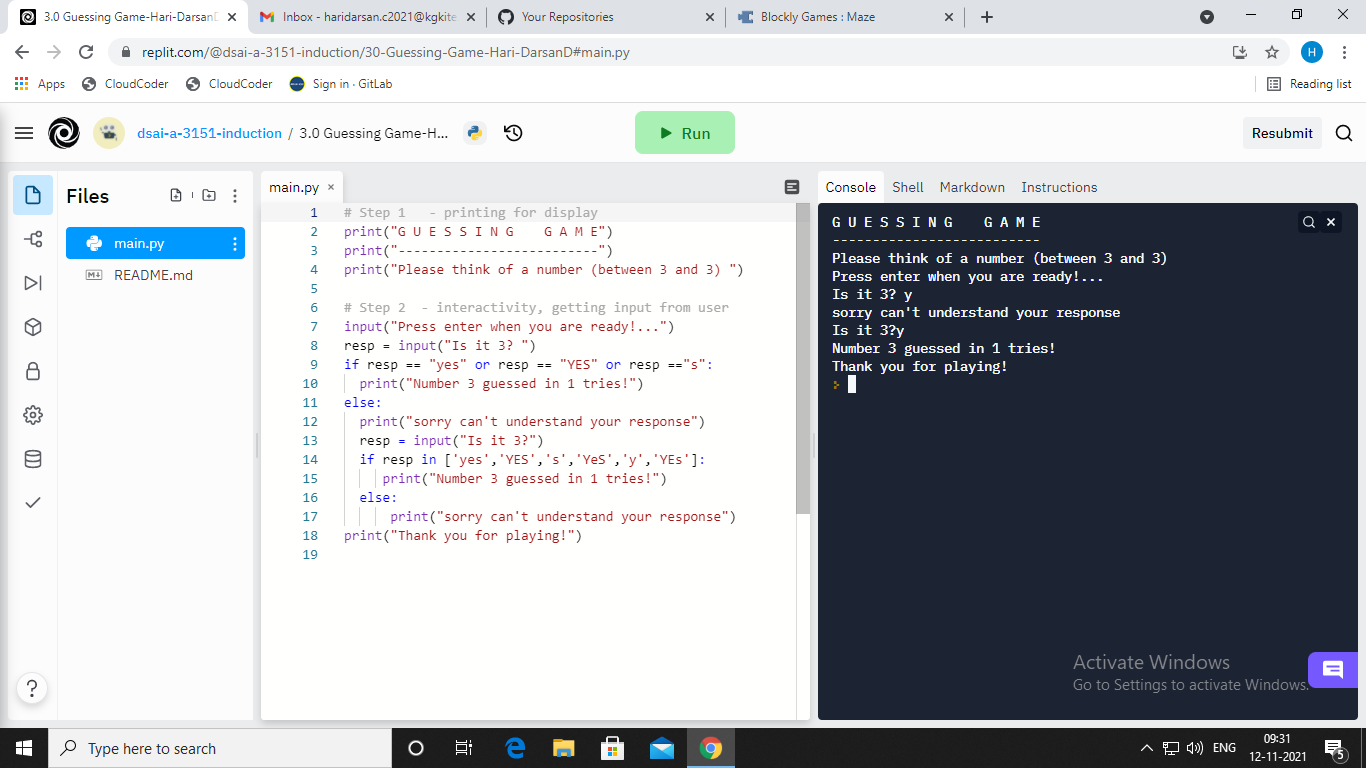 3.0 Guessing Game-Hari-DarsanD
Inbox - haridarsan.c2021@kgkite
Your Repositories
Blockly Games : Maze
replit.com/@dsai-a-3151-induction/30-Guessing-Game-Hari-DarsanD#main.py
H
Apps
CloudCoder
CloudCoder
Sign in · GitLab
Reading list
dsai-a-3151-induction / 3.0 Guessing Game-H...
Run
Resubmit
Files
main.py
README.md
main.py
1 # Step 1   - printing for display
2 print("G U E S S I N G    G A M E")
3 print("--------------------------")
4 print("Please think of a number (between 3 and 3) ")
5
6 # Step 2  - interactivity, getting input from user
7 input("Press enter when you are ready!...")
8 resp = input("Is it 3? ")
9 if resp == "yes" or resp == "YES" or resp =="s":
10   print("Number 3 guessed in 1 tries!")
11 else:
12   print("sorry can't understand your response")
13   resp = input("Is it 3?")
14   if resp in ['yes','YES','s','YeS','y','YEs']:
15      print("Number 3 guessed in 1 tries!")
16   else:
17       print("sorry can't understand your response")
18 print("Thank you for playing!")
19
Console
Shell
Markdown
Instructions
G U E S S I N G    G A M E
--------------------------
Please think of a number (between 3 and 3)
Press enter when you are ready!...
Is it 3? y
sorry can't understand your response
Is it 3?y
Number 3 guessed in 1 tries!
Thank you for playing!
Activate Windows
Go to Settings to activate Windows.
?
Type here to search
ENG
09:31
12-11-2021
5